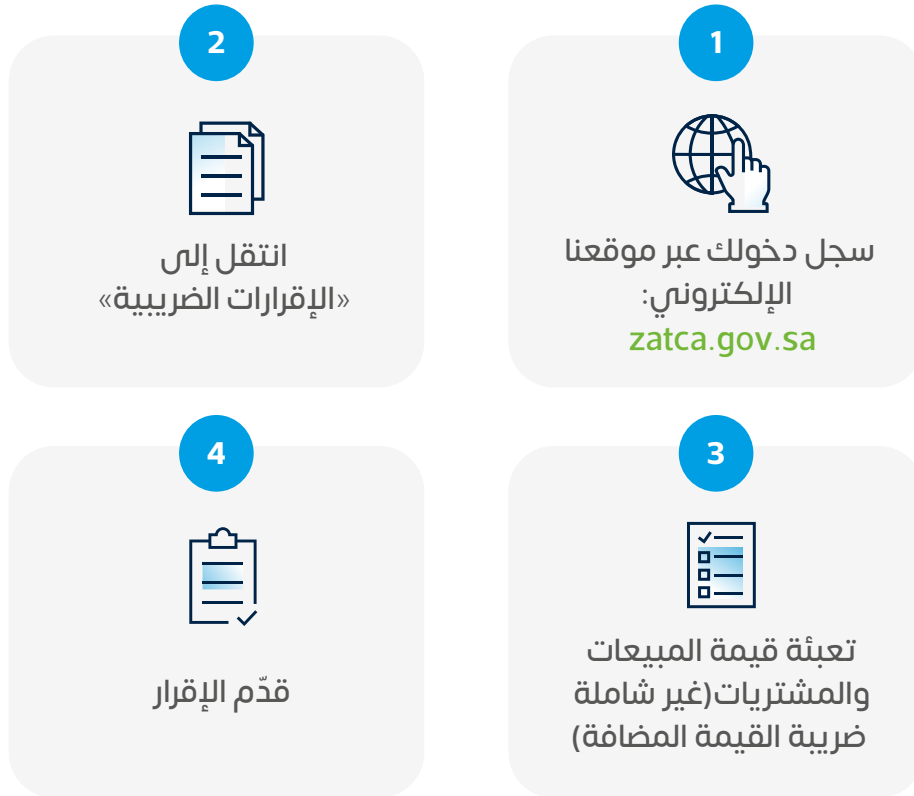 1
سجل دخولك عبر موقعنا
الإلكتروني:
zatca.gov.sa
2
انتقل إلى
«الإقرارات الضريبية»
3
تعبئة قيمة المبيعات
والمشتريات(غير شاملة
ضريبة القيمة المضافة)
4
قدّم الإقرار